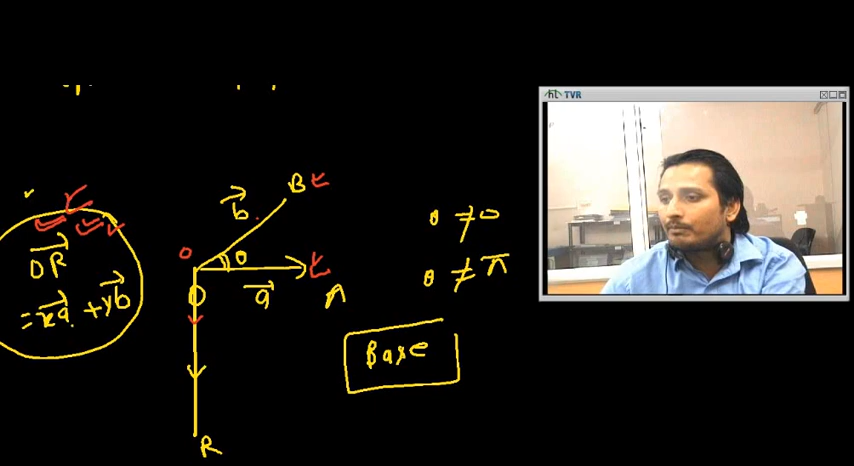 TVR
B
b
O
θ ≠ 0
OR
θ
θ ≠ π
a
A
= xa + yb
Base
R